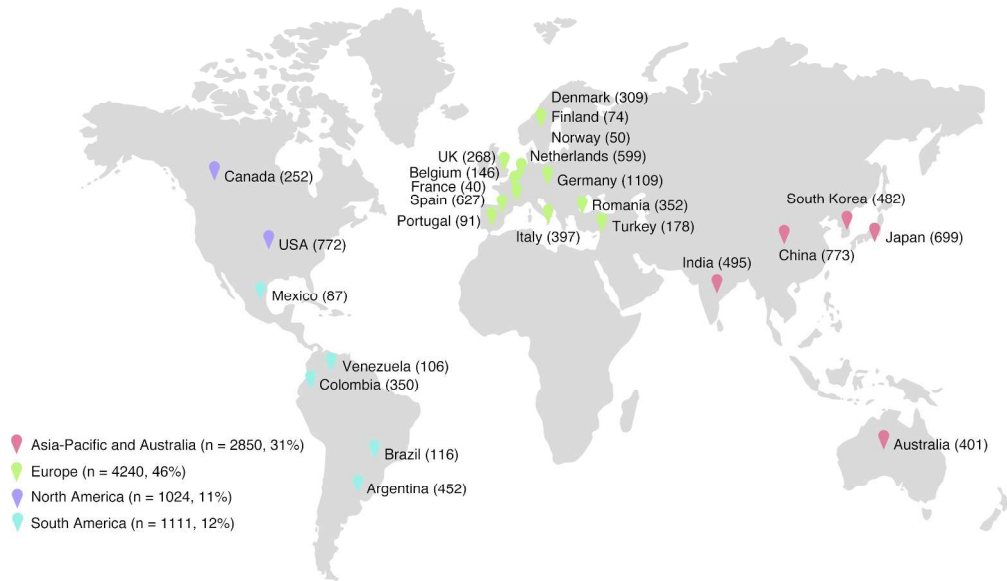 Denmark (309)
Finland (74)
Norway (50)
UK (268)
Netherlands (599)
Belgium (146)
Germany (1109)
France (40)
Spain (627)
Romania (352)
Portugal (91)
Turkey (178)
Italy (397)
Canada (252)
USA (772)
Mexico (87)
South Korea (482)
Japan (699)
China (773)
India (495)
Venezuela (106)
Colombia (350)
Brazil (116)
Argentina (452)
Australia (401)
Asia-Pacific and Australia (n = 2850, 31%)
Europe (n = 4240, 46%)
North America (n = 1024, 11%)
South America (n = 1111, 12%)